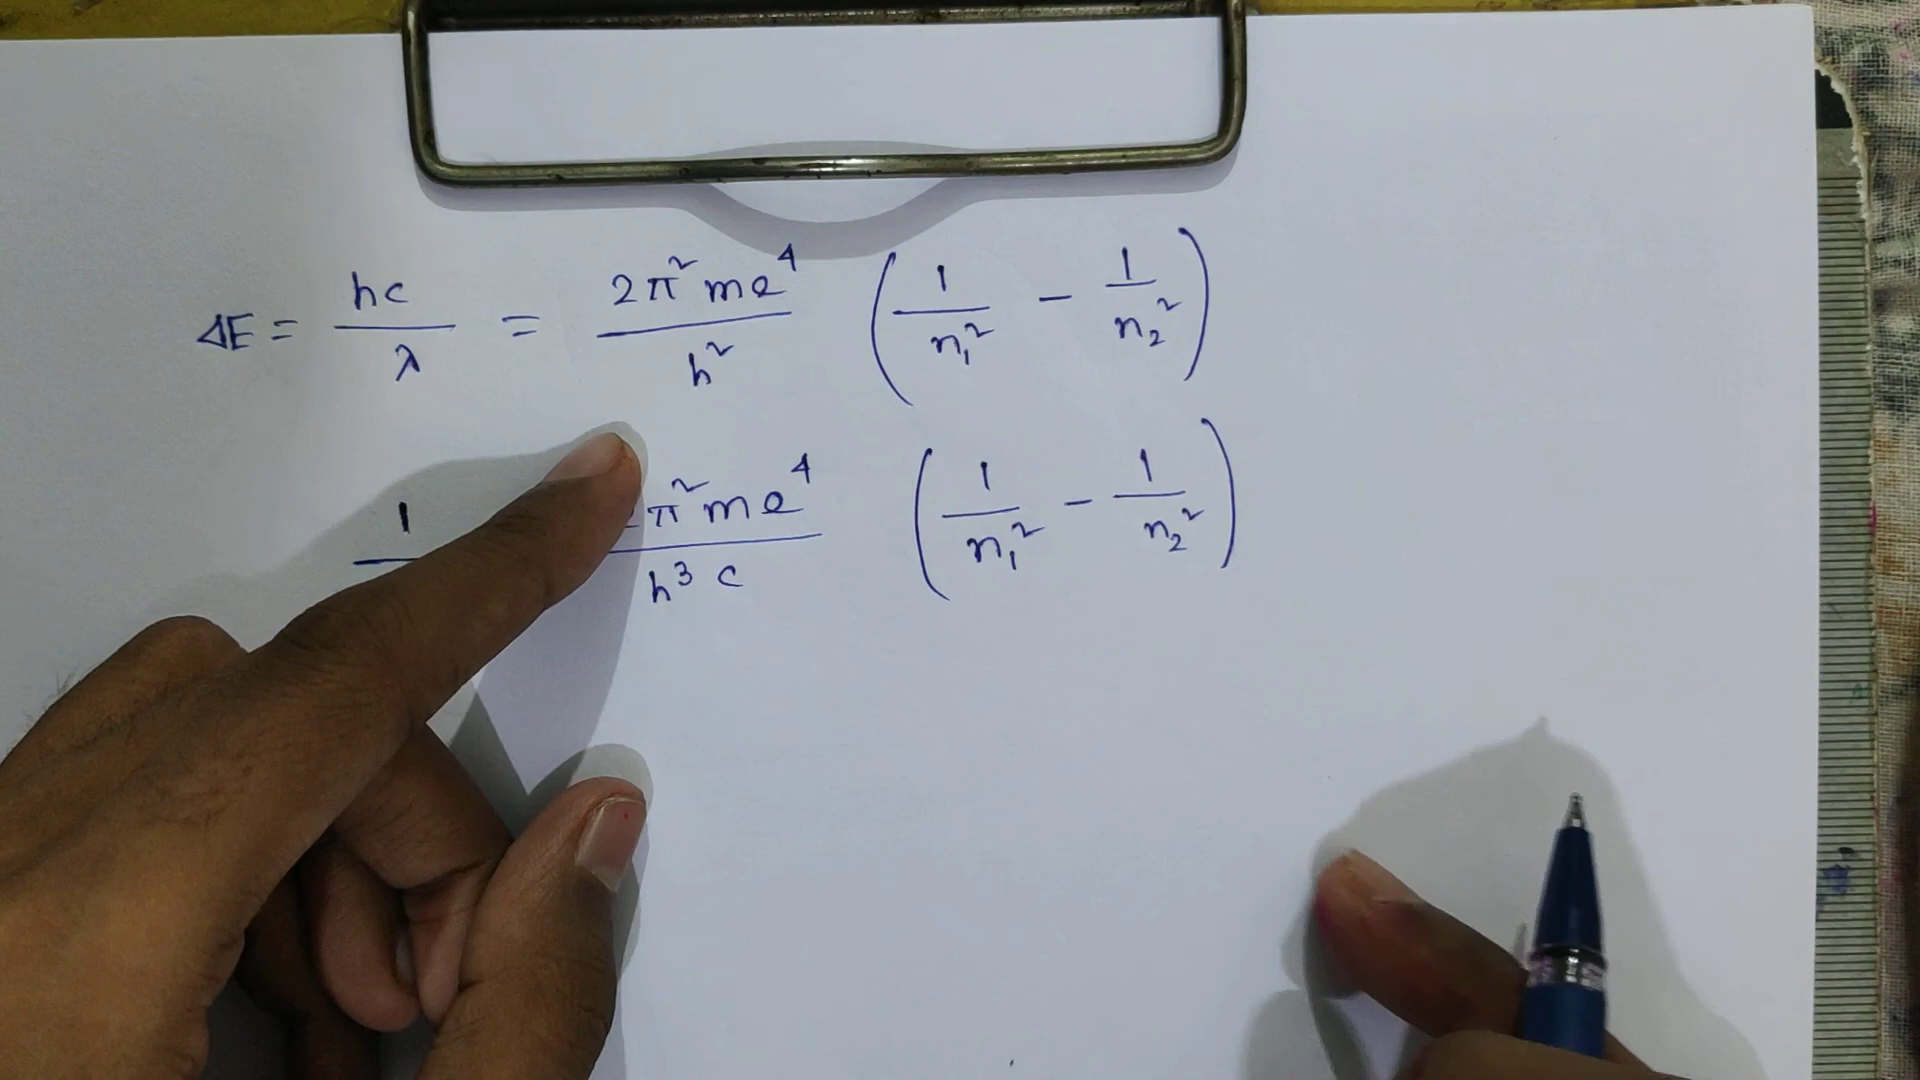 ΔE = hc/λ = 2π²me⁴/h² (1/n₁² - 1/n₂²)
1/ π²me⁴/h³c (1/n₁² - 1/n₂²)